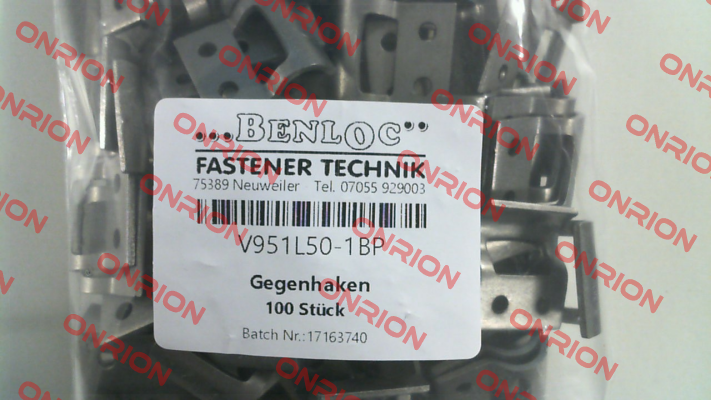 ...BENLOC"
FASTENER TECHNIK
75389 Neuweiler Tel. 07055 929003
V951L50-1BP
Gegenhaken
100 Stück
Batch Nr.:17163740
ONRION